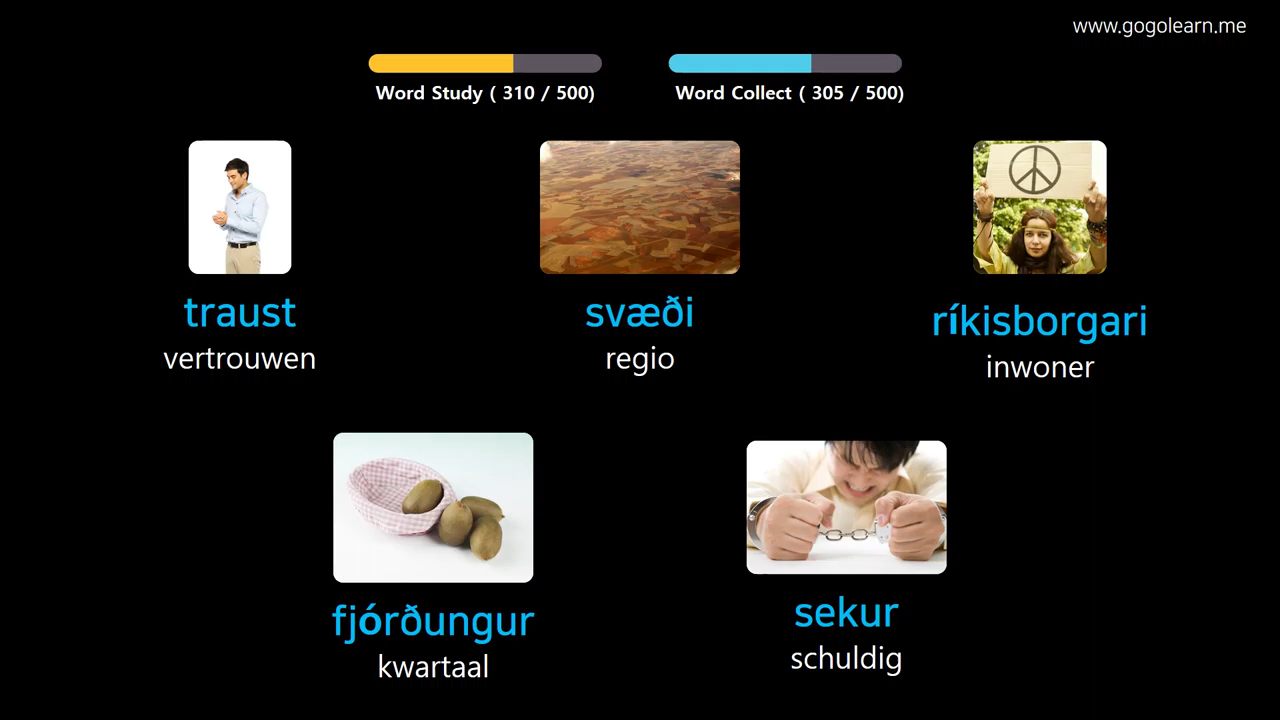 www.gogolearn.me
Word Study ( 310 / 500)
Word Collect ( 305 / 500)
traust
vertrouwen
svæði
regio
ríkisborgari
inwoner
fjórðungur
kwartaal
sekur
schuldig